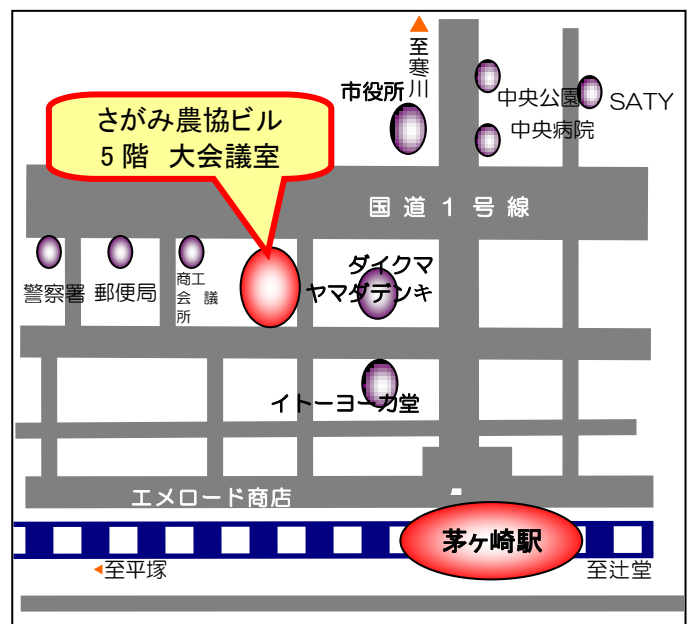 至寒川
市役所
中央公園
SATY
中央病院
さがみ農協ビル
5階 大会議室
国道1号線
ダイクマ
ヤマダデンキ
警察署
郵便局
商工
会 議
所
イトーヨーカ堂
エメロード商店
茅ヶ崎駅
至平塚
至辻堂